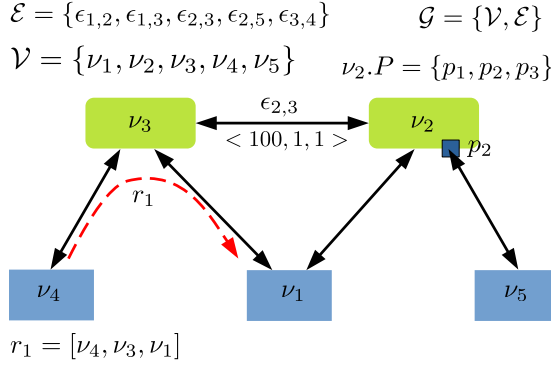 ℰ = {ϵ₁,₂, ϵ₁,₃, ϵ₂,₃, ϵ₂,₅, ϵ₃,₄}
𝒢 = {𝒱, ℰ}
𝒱 = {ν₁, ν₂, ν₃, ν₄, ν₅}
ν₂.P = {p₁, p₂, p₃}
ϵ₂,₃
ν₃
ν₂
< 100, 1, 1 >
p₂
r₁
ν₄
ν₁
ν₅
r₁ = [ν₄, ν₃, ν₁]